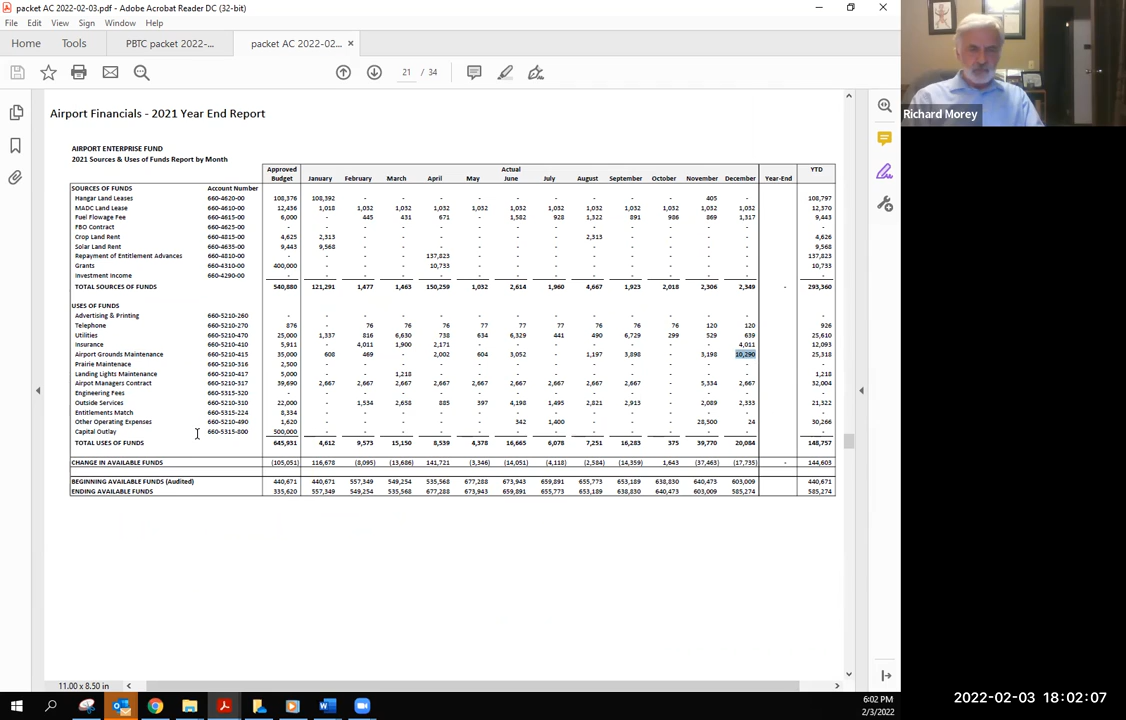 packet AC 2022-02-03.pdf - Adobe Acrobat Reader DC (32-bit)
File Edit View Sign Window Help
Home Tools PBTC packet 2022-... packet AC 2022-02... ×
21 / 34
Richard Morey
Airport Financials - 2021 Year End Report
AIRPORT ENTERPRISE FUND
2021 Sources & Uses of Funds Report by Month
Approved Actual YTD
Budget January February March April May June July August September October November December Year-End
SOURCES OF FUNDS Account Number
Hangar Land Leases 660-4620-00 108,376 108,392 - - - - - - - - - 405 - 108,797
MADC Land Lease 660-4610-00 12,436 1,018 1,032 1,032 1,032 1,032 1,032 1,032 1,032 1,032 1,032 1,032 1,032 12,370
Fuel Flowage Fee 660-4615-00 6,000 - 445 431 671 - 1,582 928 1,322 891 986 869 1,317 9,443
FBO Contract 660-4625-00 - - - - - - - - - - - - - -
Crop Land Rent 660-4815-00 4,625 2,313 - - - - - - 2,313 - - - - 4,626
Solar Land Rent 660-4635-00 9,443 9,568 - - - - - - - - - - - 9,568
Repayment of Entitlement Advances 660-4810-00 - - - - 137,823 - - - - - - - - 137,823
Grants 660-4310-00 400,000 - - - 10,733 - - - - - - - - 10,733
Investment Income 660-4290-00 - - - - - - - - - - - - - -
TOTAL SOURCES OF FUNDS 540,880 121,291 1,477 1,463 150,259 1,032 2,614 1,960 4,667 1,923 2,018 2,306 2,349 - 293,360
USES OF FUNDS
Advertising & Printing 660-5210-260 - - - - - - - - - - - - - -
Telephone 660-5210-270 876 - 76 76 76 77 77 77 76 76 76 120 120 926
Utilities 660-5210-470 25,000 1,337 816 6,630 738 634 6,329 441 490 6,729 299 529 639 25,610
Insurance 660-5210-410 5,911 - 4,011 1,900 2,171 - - - - - - - 4,011 12,093
Airport Grounds Maintenance 660-5210-415 35,000 608 469 - 2,002 604 3,052 - 1,197 3,898 - 3,198 10,290 25,318
Prairie Maintenace 660-5210-316 2,500 - - - - - - - - - - - - -
Landing Lights Maintenance 660-5210-417 5,000 - - 1,218 - - - - - - - - - 1,218
Airpot Managers Contract 660-5210-317 39,690 2,667 2,667 2,667 2,667 2,667 2,667 2,667 2,667 2,667 - 5,334 2,667 32,004
Engineering Fees 660-5315-320 - - - - - - - - - - - - - -
Outside Services 660-5210-310 22,000 - 1,534 2,658 885 397 4,198 1,495 2,821 2,913 - 2,089 2,333 21,322
Entitlements Match 660-5315-224 8,334 - - - - - - - - - - - - -
Other Operating Expenses 660-5210-490 1,620 - - - - - 342 1,400 - - - 28,500 24 30,266
Capital Outlay 660-5315-800 500,000 - - - - - - - - - - - - -
TOTAL USES OF FUNDS 645,931 4,612 9,573 15,150 8,539 4,378 16,665 6,078 7,251 16,283 375 39,770 20,084 148,757
CHANGE IN AVAILABLE FUNDS (105,051) 116,678 (8,095) (13,686) 141,721 (3,346) (14,051) (4,118) (2,584) (14,359) 1,643 (37,463) (17,735) - 144,603
BEGINNING AVAILABLE FUNDS (Audited) 440,671 440,671 557,349 549,254 535,568 677,288 673,943 659,891 655,773 653,189 638,830 640,473 603,009 440,671
ENDING AVAILABLE FUNDS 335,620 557,349 549,254 535,568 677,288 673,943 659,891 655,773 653,189 638,830 640,473 603,009 585,274 585,274
11.00 x 8.50 in
6:02 PM
2/3/2022
2022-02-03 18:02:07